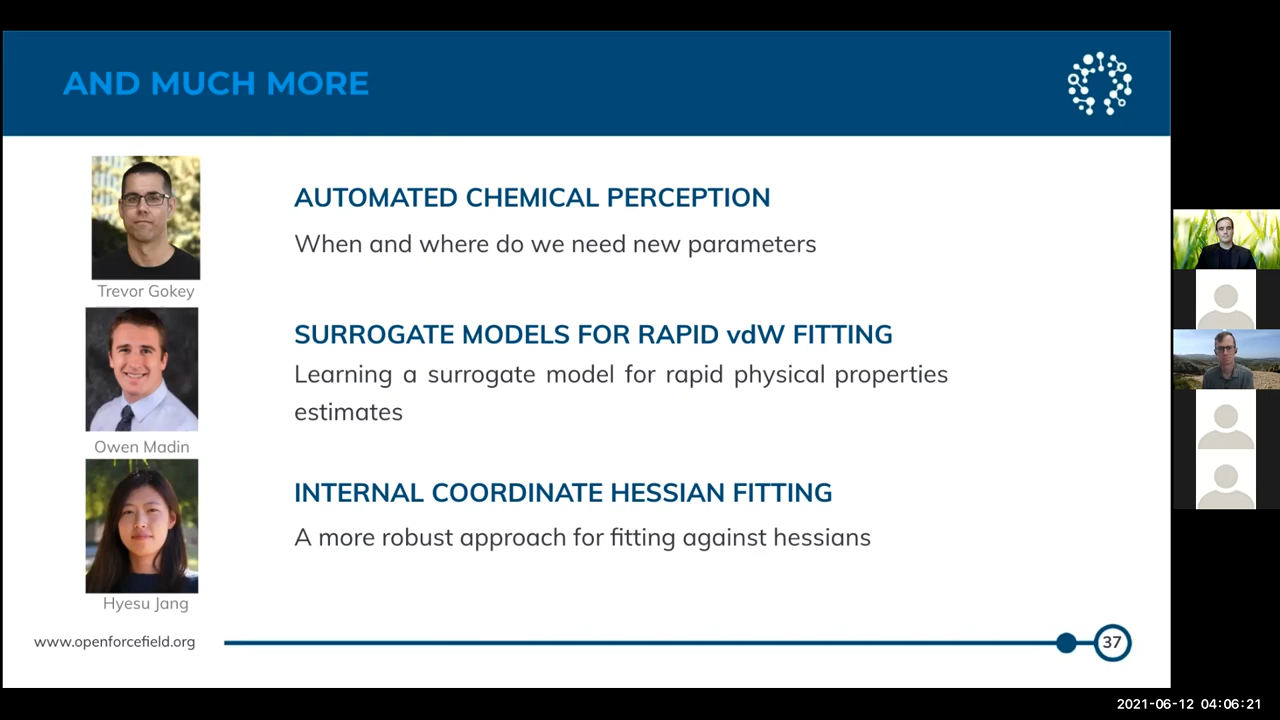 AND MUCH MORE
AUTOMATED CHEMICAL PERCEPTION
When and where do we need new parameters
Trevor Gokey
SURROGATE MODELS FOR RAPID vdW FITTING
Learning a surrogate model for rapid physical properties
estimates
Owen Madin
INTERNAL COORDINATE HESSIAN FITTING
A more robust approach for fitting against hessians
Hyesu Jang
www.openforcefield.org
37
2021-06-12 04:06:21